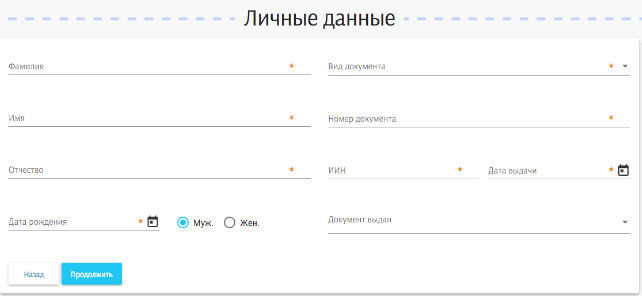 Личные данные
Фамилия *
Вид документа *
Имя *
Номер документа *
Отчество *
ИИН *
Дата выдачи *
Дата рождения *
Муж.
Жен.
Документ выдан
Назад
Продолжить